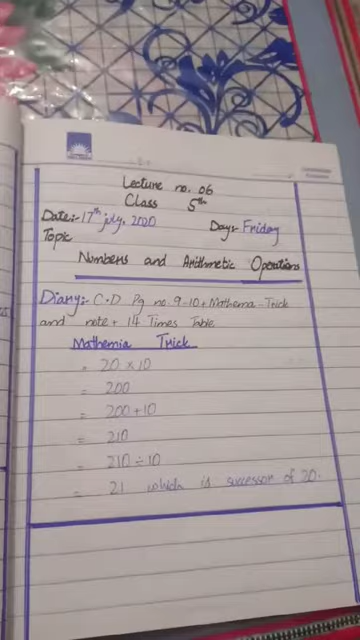 Lecture no. 06
Class 5th
Date:- 17th july, 2020 Day:- Friday
Topic
Numbers and Arithmetic Operations
Diary:- C.D Pg no. 9-10 + Mathema-Trick
and note + 14 Times Table
Mathemia Trick
= 20 × 10
= 200
= 200 + 10
= 210
= 210 ÷ 10
= 21 which is successor of 20.